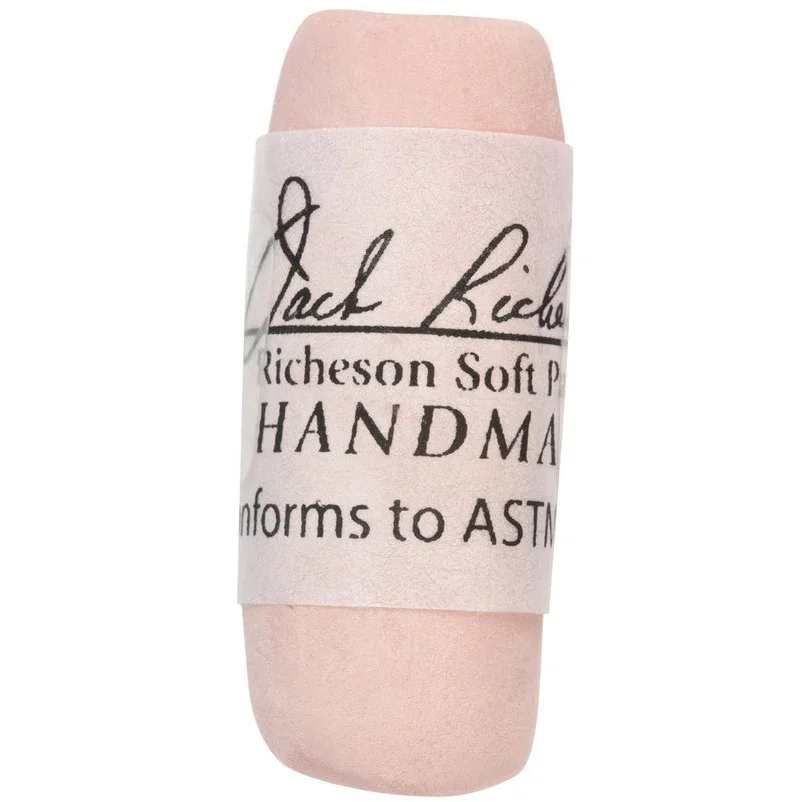 Jack Riche
Richeson Soft Pa
HANDMA
nforms to ASTM